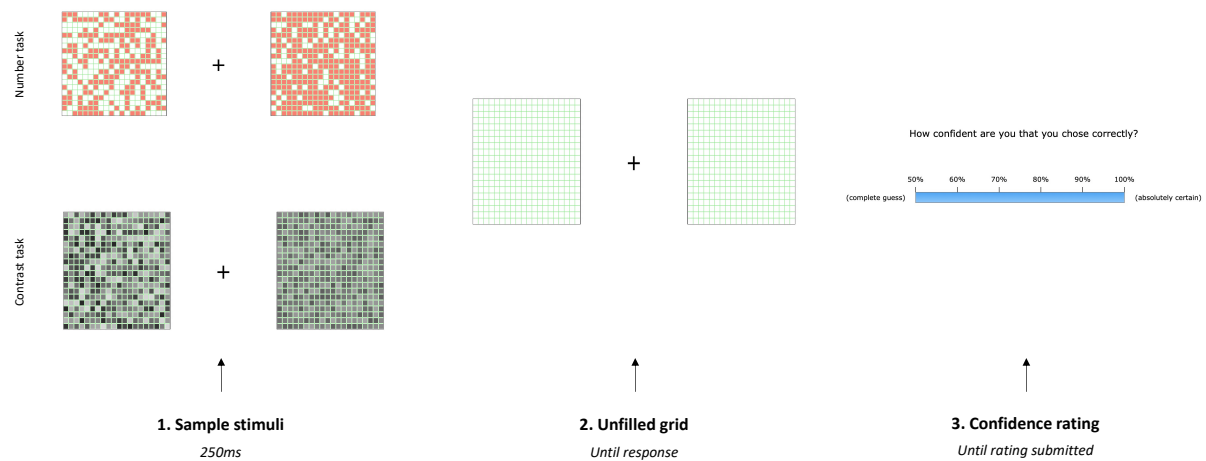 Number task
+
+
How confident are you that you chose correctly?
50% 60% 70% 80% 90% 100%
(complete guess) (absolutely certain)
Contrast task
+
1. Sample stimuli
250ms
2. Unfilled grid
Until response
3. Confidence rating
Until rating submitted